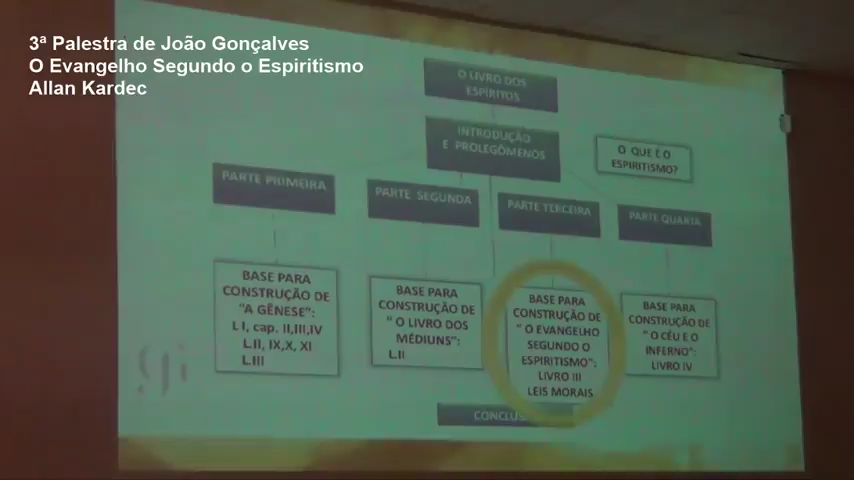 3ª Palestra de João Gonçalves
O Evangelho Segundo o Espiritismo
Allan Kardec
O LIVRO DOS
ESPÍRITOS
INTRODUÇÃO
E PROLEGÔMENOS
O QUE É O
ESPIRITISMO?
PARTE PRIMEIRA
PARTE SEGUNDA
PARTE TERCEIRA
PARTE QUARTA
BASE PARA
CONSTRUÇÃO DE
"A GÊNESE":
L I, cap. II,III,IV
L.II, IX,X, XI
L.III
BASE PARA
CONSTRUÇÃO DE
" O LIVRO DOS
MÉDIUNS":
L.II
BASE PARA
CONSTRUÇÃO DE
" O EVANGELHO
SEGUNDO O
ESPIRITISMO":
LIVRO III
LEIS MORAIS
BASE PARA
CONSTRUÇÃO DE
" O CÉU E O
INFERNO":
LIVRO IV